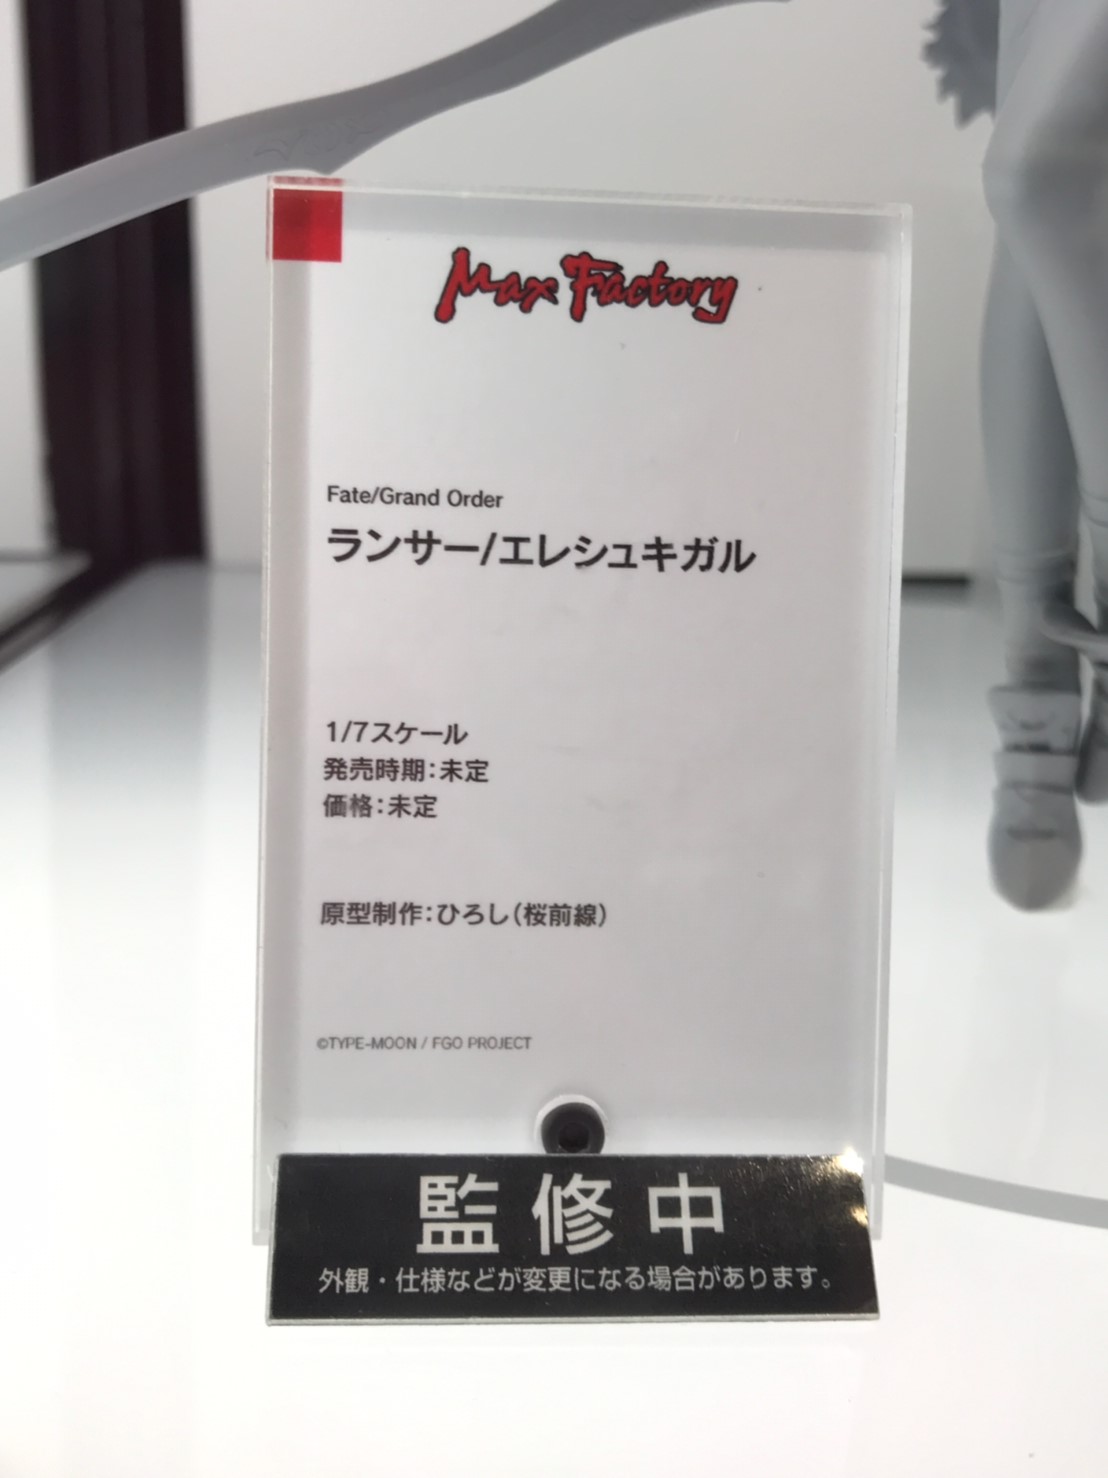 Max Factory
Fate/Grand Order
ランサー/エレシュキガル
1/7スケール
発売時期：未定
価格：未定
原型制作：ひろし（桜前線）
©TYPE-MOON / FGO PROJECT
監修中
外観・仕様などが変更になる場合があります。